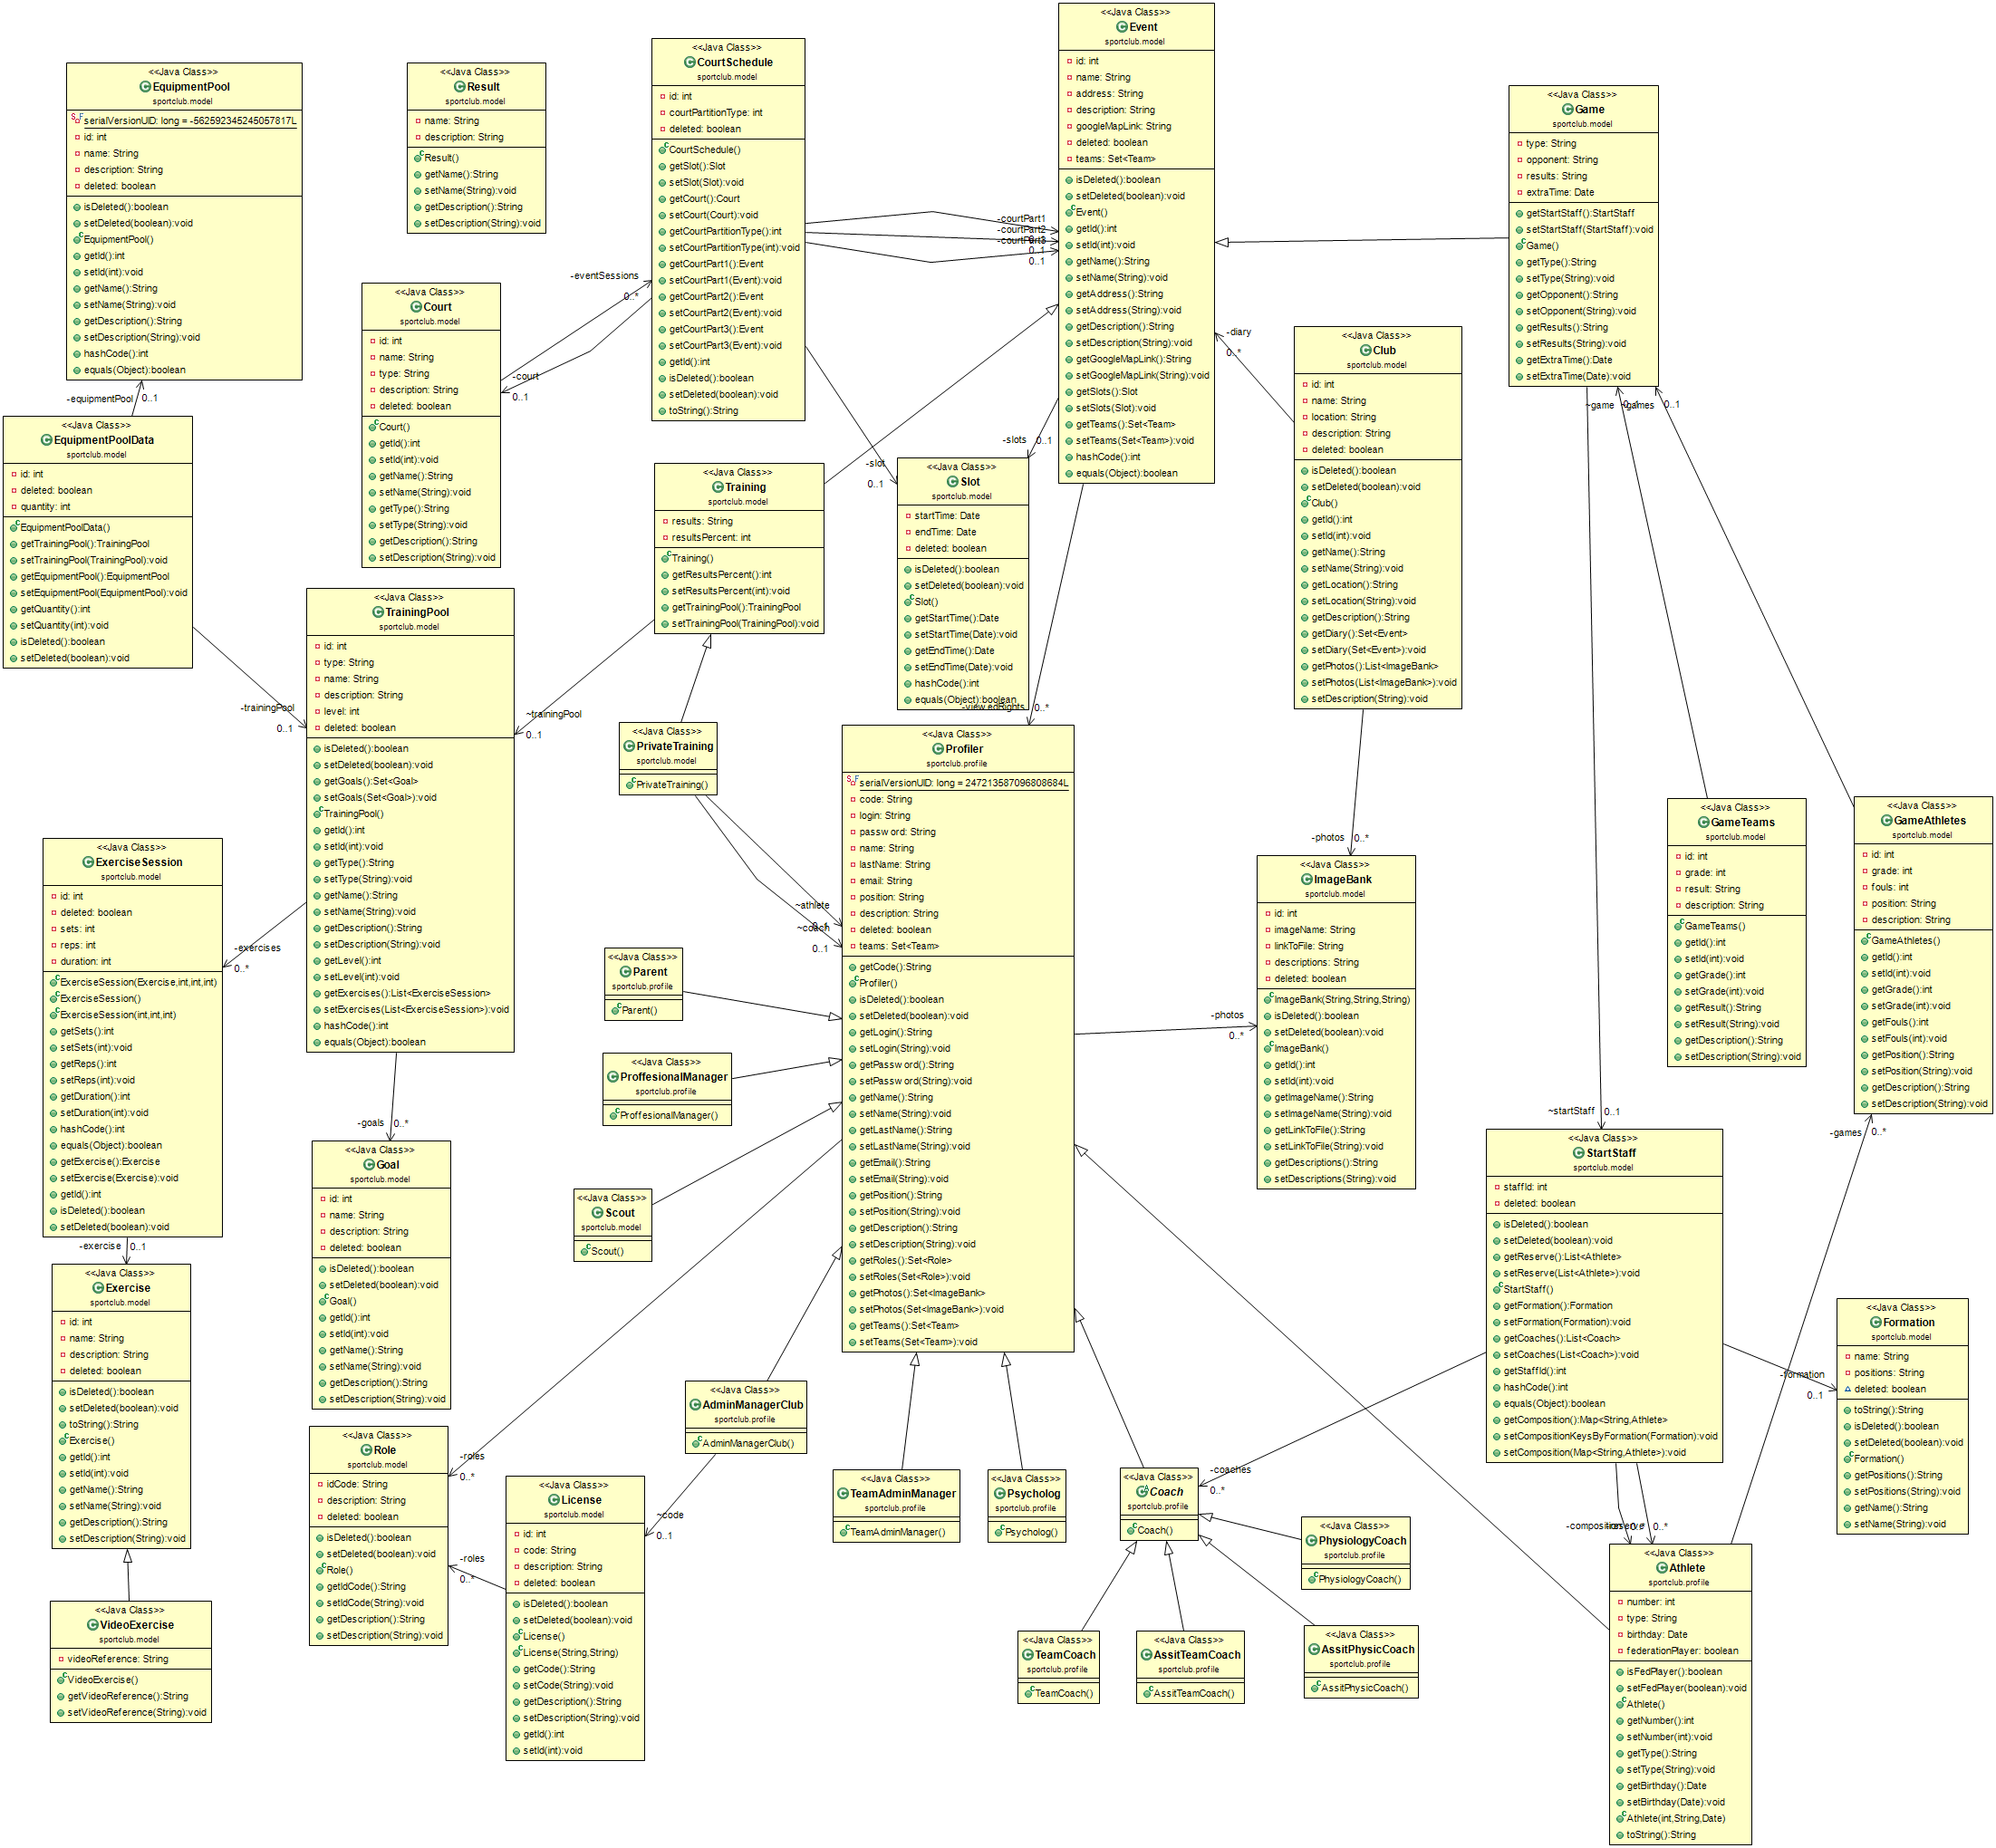 <<Java Class>>
EquipmentPool
sportclub.model
serialVersionUID: long = -562592345245057817L
id: int
name: String
description: String
deleted: boolean
isDeleted():boolean
setDeleted(boolean):void
EquipmentPool()
getId():int
setId(int):void
getName():String
setName(String):void
getDescription():String
setDescription(String):void
hashCode():int
equals(Object):boolean
-equipmentPool
0..1
<<Java Class>>
EquipmentPoolData
sportclub.model
id: int
deleted: boolean
quantity: int
EquipmentPoolData()
getTrainingPool():TrainingPool
setTrainingPool(TrainingPool):void
getEquipmentPool():EquipmentPool
setEquipmentPool(EquipmentPool):void
getQuantity():int
setQuantity(int):void
isDeleted():boolean
setDeleted(boolean):void
-trainingPool
0..1
<<Java Class>>
Result
sportclub.model
name: String
description: String
Result()
getName():String
setName(String):void
getDescription():String
setDescription(String):void
<<Java Class>>
Court
sportclub.model
id: int
name: String
type: String
description: String
deleted: boolean
Court()
getId():int
setId(int):void
getName():String
setName(String):void
getType():String
setType(String):void
getDescription():String
setDescription(String):void
-eventSessions
0..*
-court
0..1
<<Java Class>>
CourtSchedule
sportclub.model
id: int
courtPartitionType: int
deleted: boolean
CourtSchedule()
getSlot():Slot
setSlot(Slot):void
getCourt():Court
setCourt(Court):void
getCourtPartitionType():int
setCourtPartitionType(int):void
getCourtPart1():Event
setCourtPart1(Event):void
getCourtPart2():Event
setCourtPart2(Event):void
getCourtPart3():Event
setCourtPart3(Event):void
getId():int
isDeleted():boolean
setDeleted(boolean):void
toString():String
-courtPart1
-courtPart2
-courtPart3
0..1
0..1
-slot
0..1
<<Java Class>>
Event
sportclub.model
id: int
name: String
address: String
description: String
googleMapLink: String
deleted: boolean
teams: Set<Team>
isDeleted():boolean
setDeleted(boolean):void
Event()
getId():int
setId(int):void
getName():String
setName(String):void
getAddress():String
setAddress(String):void
getDescription():String
setDescription(String):void
getGoogleMapLink():String
setGoogleMapLink(String):void
getSlots():Slot
setSlots(Slot):void
getTeams():Set<Team>
setTeams(Set<Team>):void
hashCode():int
equals(Object):boolean
-slots
0..1
-diary
0..*
<<Java Class>>
Game
sportclub.model
type: String
opponent: String
results: String
extraTime: Date
getStartStaff():StartStaff
setStartStaff(StartStaff):void
Game()
getType():String
setType(String):void
getOpponent():String
setOpponent(String):void
getResults():String
setResults(String):void
getExtraTime():Date
setExtraTime(Date):void
~game
~games
0..1
<<Java Class>>
Club
sportclub.model
id: int
name: String
location: String
description: String
deleted: boolean
isDeleted():boolean
setDeleted(boolean):void
Club()
getId():int
setId(int):void
getName():String
setName(String):void
getLocation():String
setLocation(String):void
getDescription():String
getDiary():Set<Event>
setDiary(Set<Event>):void
getPhotos():List<ImageBank>
setPhotos(List<ImageBank>):void
setDescription(String):void
-photos
0..*
<<Java Class>>
Training
sportclub.model
results: String
resultsPercent: int
Training()
getResultsPercent():int
setResultsPercent(int):void
getTrainingPool():TrainingPool
setTrainingPool(TrainingPool):void
~trainingPool
0..1
<<Java Class>>
Slot
sportclub.model
startTime: Date
endTime: Date
deleted: boolean
isDeleted():boolean
setDeleted(boolean):void
Slot()
getStartTime():Date
setStartTime(Date):void
getEndTime():Date
setEndTime(Date):void
hashCode():int
equals(Object):boolean
-viewedRights
0..*
<<Java Class>>
TrainingPool
sportclub.model
id: int
type: String
name: String
description: String
level: int
deleted: boolean
isDeleted():boolean
setDeleted(boolean):void
getGoals():Set<Goal>
setGoals(Set<Goal>):void
TrainingPool()
getId():int
setId(int):void
getType():String
setType(String):void
getName():String
setName(String):void
getDescription():String
setDescription(String):void
getLevel():int
setLevel(int):void
getExercises():List<ExerciseSession>
setExercises(List<ExerciseSession>):void
hashCode():int
equals(Object):boolean
-exercises
0..*
-goals
0..*
<<Java Class>>
PrivateTraining
sportclub.model
PrivateTraining()
~athlete
~coach
0..1
<<Java Class>>
Profiler
sportclub.profile
serialVersionUID: long = 247213587096808684L
code: String
login: String
password: String
name: String
lastName: String
email: String
position: String
description: String
deleted: boolean
teams: Set<Team>
getCode():String
Profiler()
isDeleted():boolean
setDeleted(boolean):void
getLogin():String
setLogin(String):void
getPassword():String
setPassword(String):void
getName():String
setName(String):void
getLastName():String
setLastName(String):void
getEmail():String
setEmail(String):void
getPosition():String
setPosition(String):void
getDescription():String
setDescription(String):void
getRoles():Set<Role>
setRoles(Set<Role>):void
getPhotos():Set<ImageBank>
setPhotos(Set<ImageBank>):void
getTeams():Set<Team>
setTeams(Set<Team>):void
-photos
0..*
<<Java Class>>
ImageBank
sportclub.model
id: int
imageName: String
linkToFile: String
descriptions: String
deleted: boolean
ImageBank(String,String,String)
isDeleted():boolean
setDeleted(boolean):void
ImageBank()
getId():int
setId(int):void
getImageName():String
setImageName(String):void
getLinkToFile():String
setLinkToFile(String):void
getDescriptions():String
setDescriptions(String):void
<<Java Class>>
GameTeams
sportclub.model
id: int
grade: int
result: String
description: String
GameTeams()
getId():int
setId(int):void
getGrade():int
setGrade(int):void
getResult():String
setResult(String):void
getDescription():String
setDescription(String):void
<<Java Class>>
GameAthletes
sportclub.model
id: int
grade: int
fouls: int
position: String
description: String
GameAthletes()
getId():int
setId(int):void
getGrade():int
setGrade(int):void
getFouls():int
setFouls(int):void
getPosition():String
setPosition(String):void
getDescription():String
setDescription(String):void
-games
0..*
<<Java Class>>
ExerciseSession
sportclub.model
id: int
deleted: boolean
sets: int
reps: int
duration: int
ExerciseSession(Exercise,int,int,int)
ExerciseSession()
ExerciseSession(int,int,int)
getSets():int
setSets(int):void
getReps():int
setReps(int):void
getDuration():int
setDuration(int):void
hashCode():int
equals(Object):boolean
getExercise():Exercise
setExercise(Exercise):void
getId():int
isDeleted():boolean
setDeleted(boolean):void
-exercise
0..1
<<Java Class>>
Parent
sportclub.profile
Parent()
<<Java Class>>
ProffesionalManager
sportclub.profile
ProffesionalManager()
<<Java Class>>
Scout
sportclub.model
Scout()
<<Java Class>>
Goal
sportclub.model
id: int
name: String
description: String
deleted: boolean
isDeleted():boolean
setDeleted(boolean):void
Goal()
getId():int
setId(int):void
getName():String
setName(String):void
getDescription():String
setDescription(String):void
~startStaff
0..1
<<Java Class>>
StartStaff
sportclub.model
staffId: int
deleted: boolean
isDeleted():boolean
setDeleted(boolean):void
getReserve():List<Athlete>
setReserve(List<Athlete>):void
StartStaff()
getFormation():Formation
setFormation(Formation):void
getCoaches():List<Coach>
setCoaches(List<Coach>):void
getStaffId():int
hashCode():int
equals(Object):boolean
getComposition():Map<String,Athlete>
setCompositionKeysByFormation(Formation):void
setComposition(Map<String,Athlete>):void
-formation
0..1
<<Java Class>>
Formation
sportclub.model
name: String
positions: String
deleted: boolean
toString():String
isDeleted():boolean
setDeleted(boolean):void
Formation()
getPositions():String
setPositions(String):void
getName():String
setName(String):void
<<Java Class>>
Exercise
sportclub.model
id: int
name: String
description: String
deleted: boolean
isDeleted():boolean
setDeleted(boolean):void
toString():String
Exercise()
getId():int
setId(int):void
getName():String
setName(String):void
getDescription():String
setDescription(String):void
<<Java Class>>
VideoExercise
sportclub.model
videoReference: String
VideoExercise()
getVideoReference():String
setVideoReference(String):void
<<Java Class>>
Role
sportclub.model
idCode: String
description: String
deleted: boolean
isDeleted():boolean
setDeleted(boolean):void
Role()
getIdCode():String
setIdCode(String):void
getDescription():String
setDescription(String):void
-roles
0..*
-roles
0..*
<<Java Class>>
License
sportclub.model
id: int
code: String
description: String
deleted: boolean
isDeleted():boolean
setDeleted(boolean):void
License()
License(String,String)
getCode():String
setCode(String):void
getDescription():String
setDescription(String):void
getId():int
setId(int):void
~code
0..1
<<Java Class>>
AdminManagerClub
sportclub.profile
AdminManagerClub()
<<Java Class>>
TeamAdminManager
sportclub.profile
TeamAdminManager()
<<Java Class>>
Psycholog
sportclub.profile
Psycholog()
<<Java Class>>
Coach
sportclub.profile
Coach()
-coaches
0..*
<<Java Class>>
PhysiologyCoach
sportclub.profile
PhysiologyCoach()
<<Java Class>>
TeamCoach
sportclub.profile
TeamCoach()
<<Java Class>>
AssitTeamCoach
sportclub.profile
AssitTeamCoach()
<<Java Class>>
AssitPhysicCoach
sportclub.profile
AssitPhysicCoach()
-composition
0..*
<<Java Class>>
Athlete
sportclub.profile
number: int
type: String
birthday: Date
federationPlayer: boolean
isFedPlayer():boolean
setFedPlayer(boolean):void
Athlete()
getNumber():int
setNumber(int):void
getType():String
setType(String):void
getBirthday():Date
setBirthday(Date):void
Athlete(int,String,Date)
toString():String